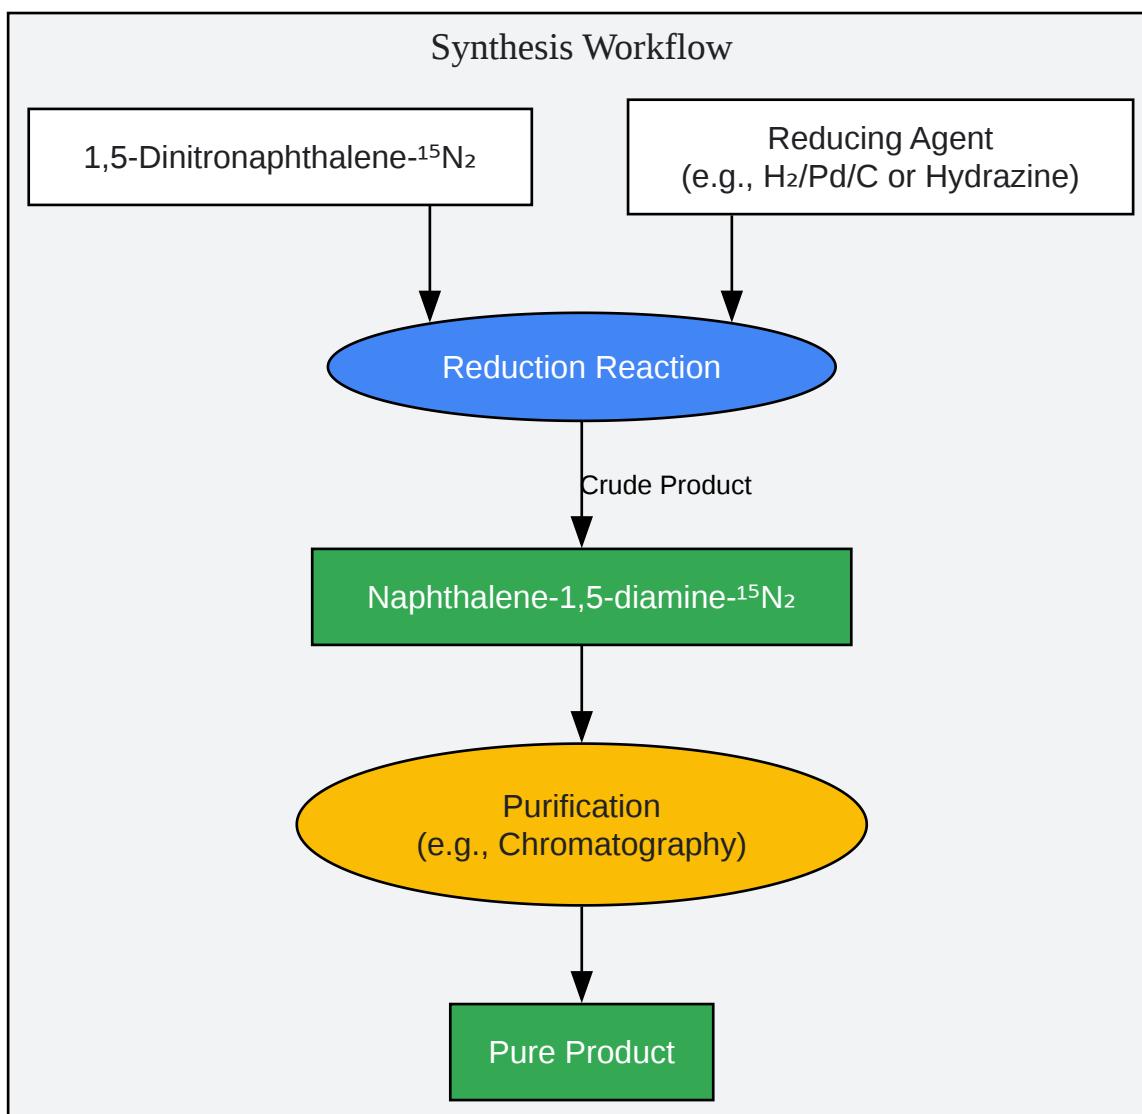 Synthesis Workflow
1,5-Dinitronaphthalene-¹⁵N₂
Reducing Agent
(e.g., H₂/Pd/C or Hydrazine)
Reduction Reaction
Crude Product
Naphthalene-1,5-diamine-¹⁵N₂
Purification
(e.g., Chromatography)
Pure Product